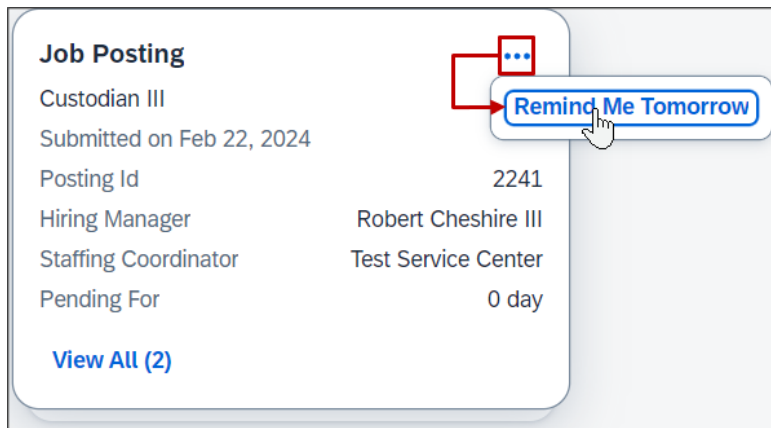 Job Posting
Remind Me Tomorrow
Custodian III
Submitted on Feb 22, 2024
Posting Id 2241
Hiring Manager Robert Cheshire III
Staffing Coordinator Test Service Center
Pending For 0 day
View All (2)